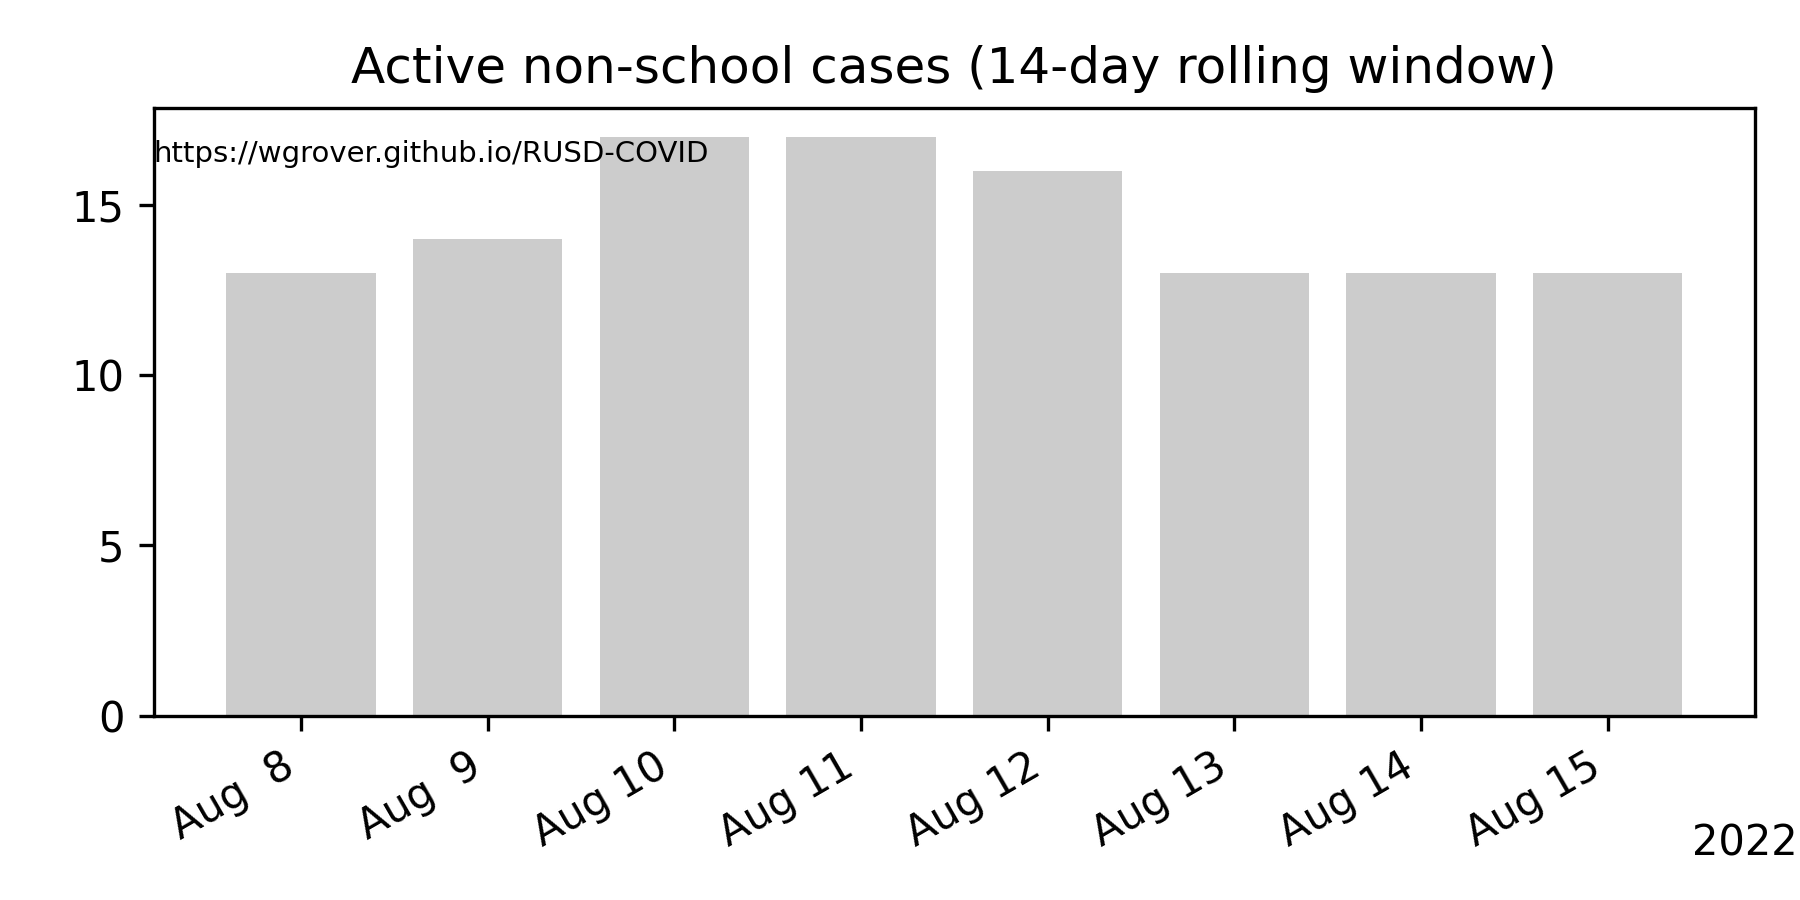 Active non-school cases (14-day rolling window)
https://wgrover.github.io/RUSD-COVID
15
10
5
0
Aug  8
Aug  9
Aug 10
Aug 11
Aug 12
Aug 13
Aug 14
Aug 15
2022